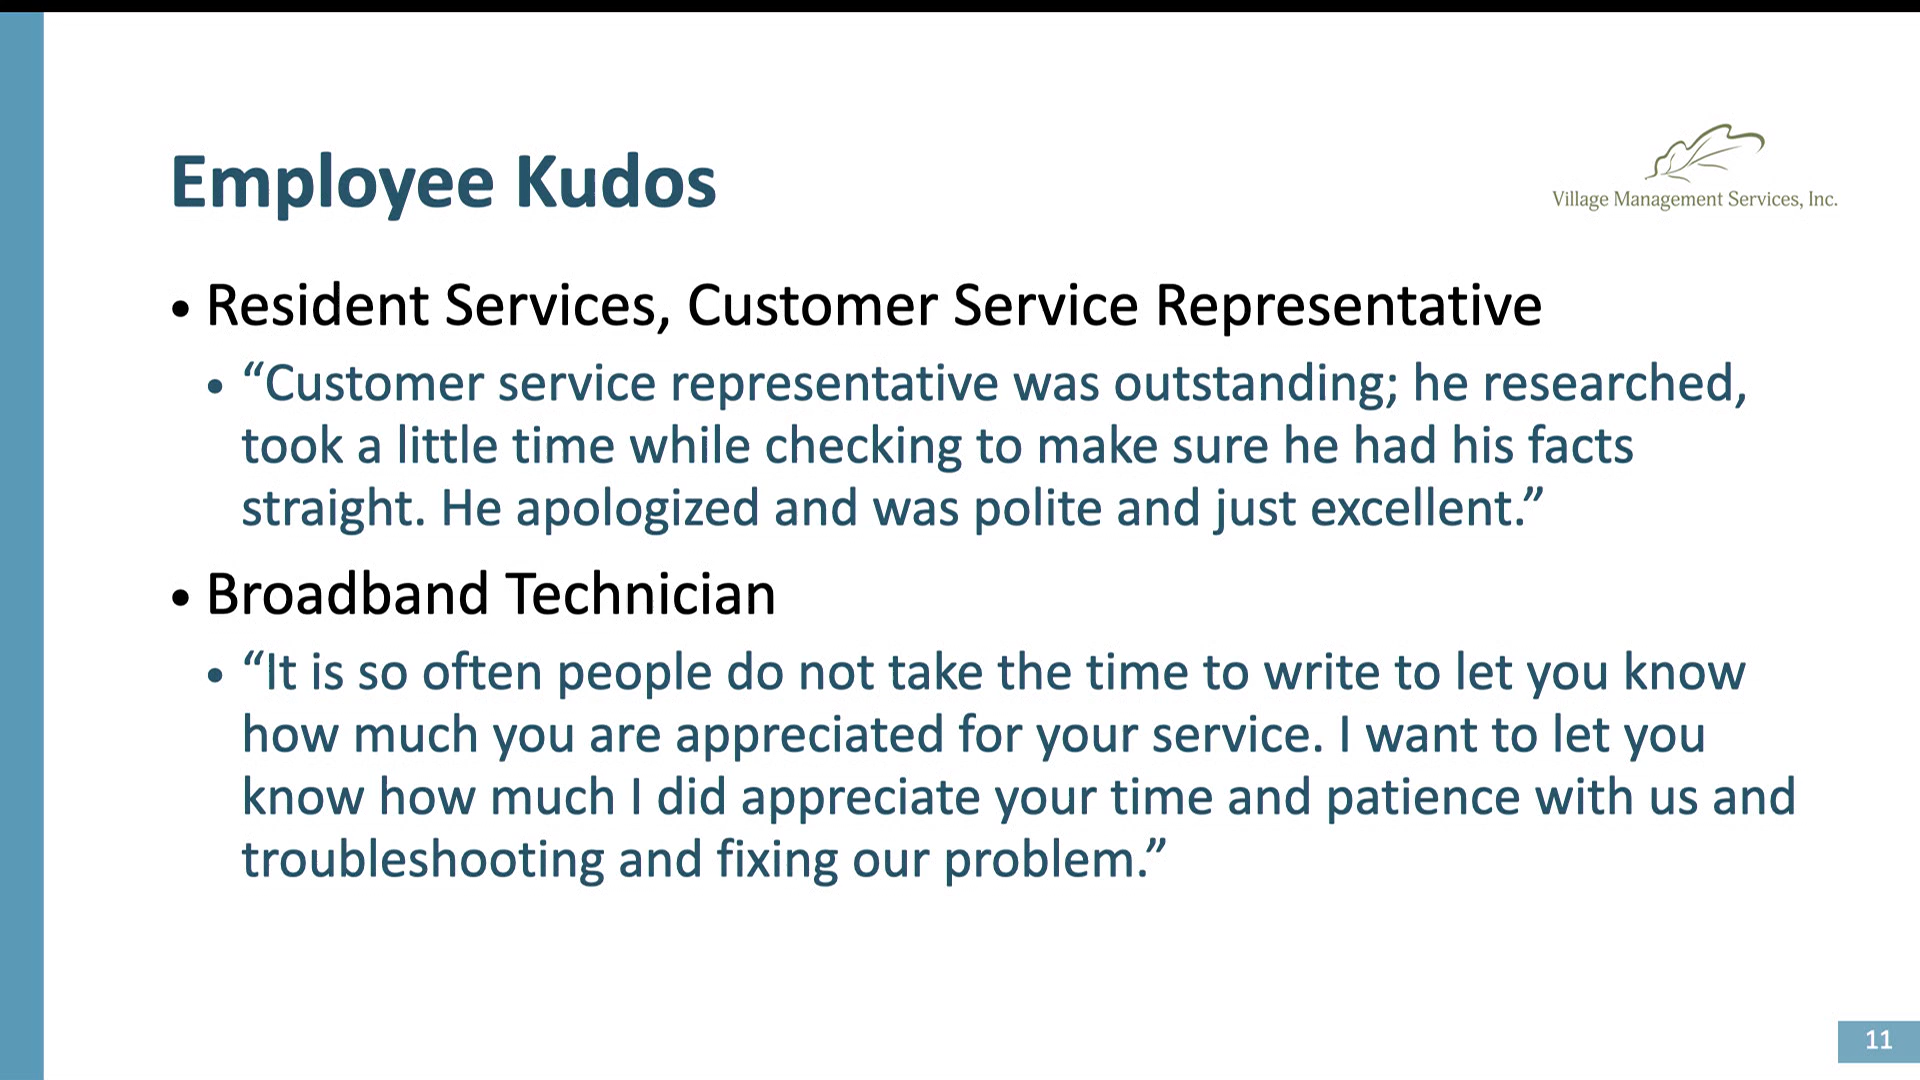 Employee Kudos
Village Management Services, Inc.
• Resident Services, Customer Service Representative
• “Customer service representative was outstanding; he researched,
took a little time while checking to make sure he had his facts
straight. He apologized and was polite and just excellent.”
• Broadband Technician
• “It is so often people do not take the time to write to let you know
how much you are appreciated for your service. I want to let you
know how much I did appreciate your time and patience with us and
troubleshooting and fixing our problem.”
11